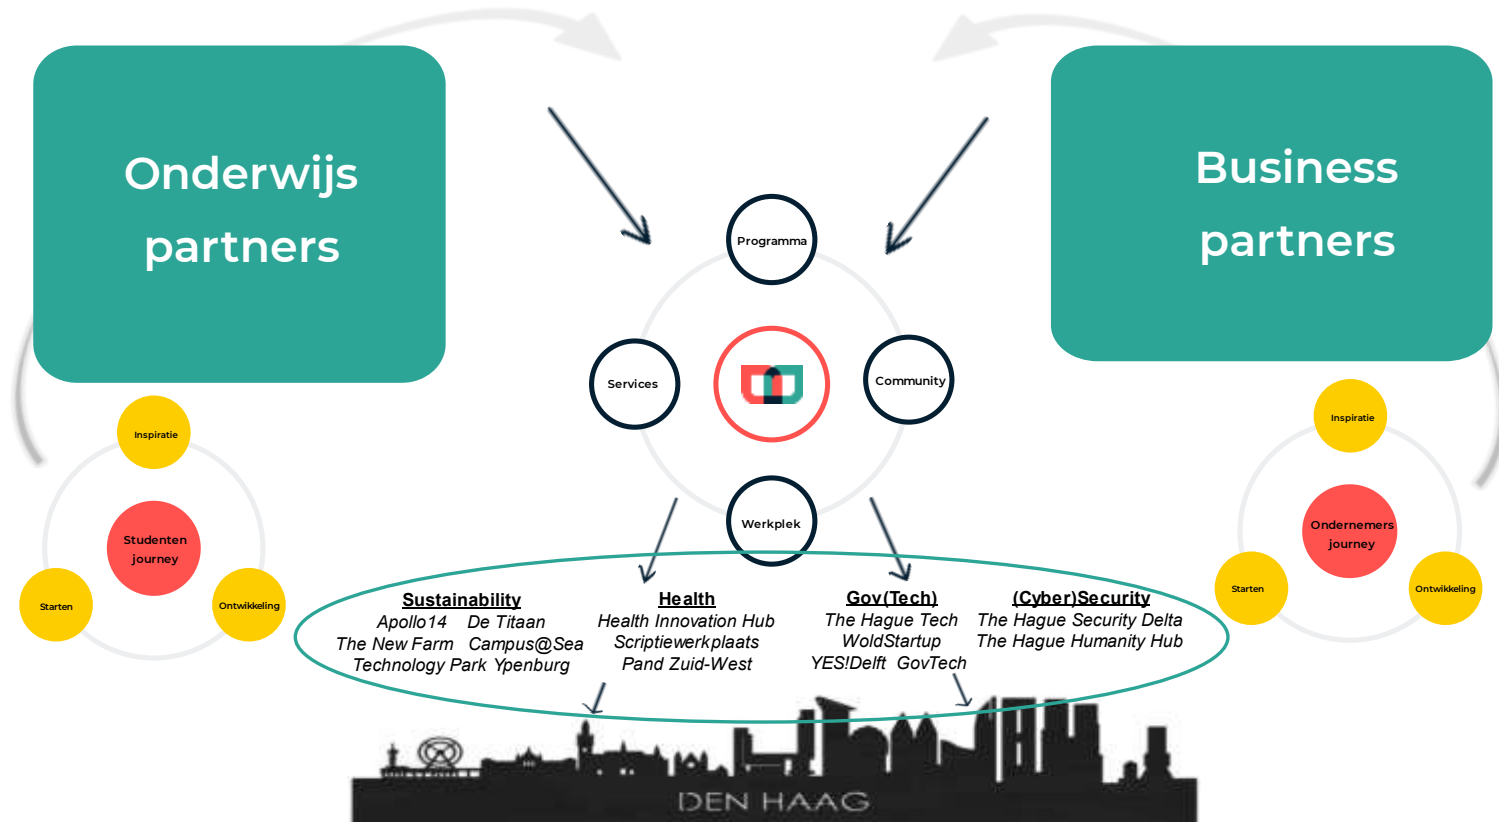 Onderwijs
partners
Business
partners
Programma
Services
Community
Werkplek
Inspiratie
Studenten
journey
Starten
Ontwikkeling
Inspiratie
Ondernemers
journey
Starten
Ontwikkeling
Sustainability
Apollo14 De Titaan
The New Farm Campus@Sea
Technology Park Ypenburg
Health
Health Innovation Hub
Scriptiewerkplaats
Pand Zuid-West
Gov(Tech)
The Hague Tech
WoldStartup
YES!Delft GovTech
(Cyber)Security
The Hague Security Delta
The Hague Humanity Hub
DEN HAAG